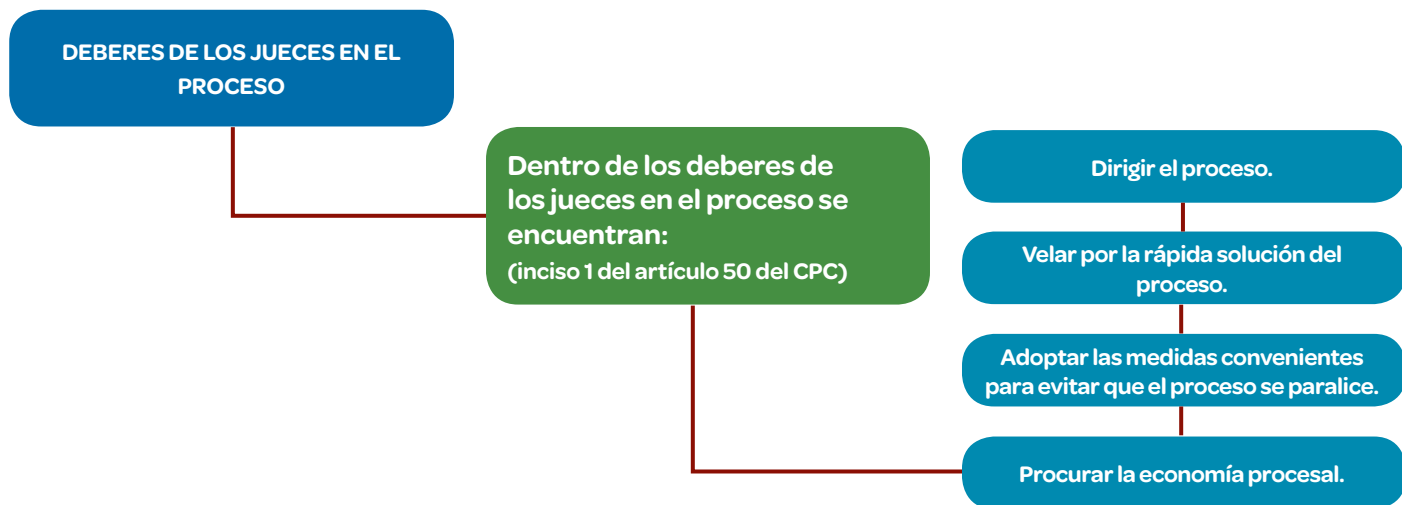 DEBERES DE LOS JUECES EN EL
PROCESO
Dentro de los deberes de
los jueces en el proceso se
encuentran:
(inciso 1 del artículo 50 del CPC)
Dirigir el proceso.
Velar por la rápida solución del
proceso.
Adoptar las medidas convenientes
para evitar que el proceso se paralice.
Procurar la economía procesal.